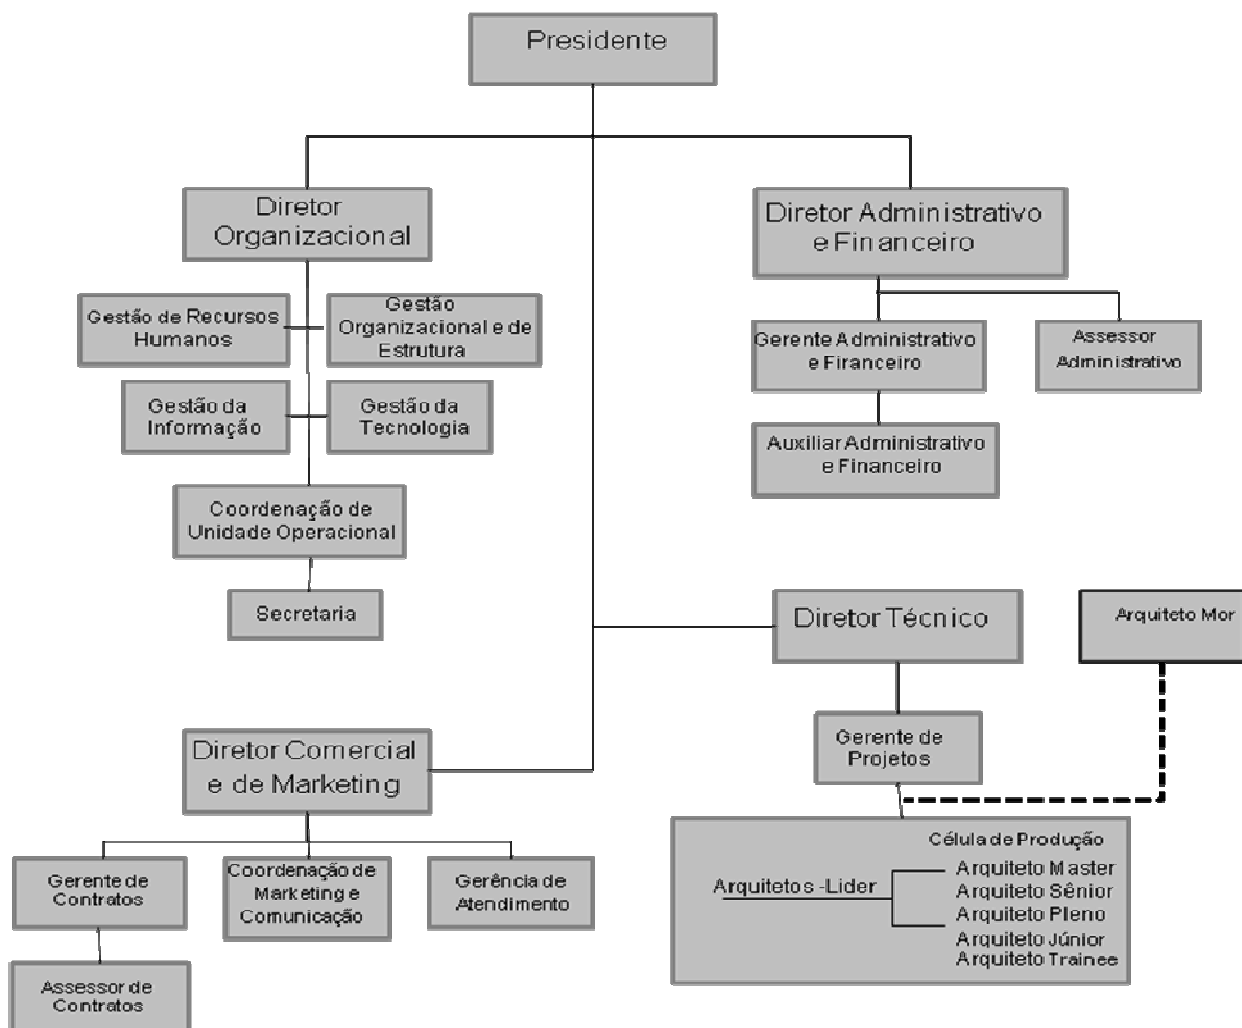 Presidente
Diretor
Organizacional
Diretor Administrativo
e Financeiro
Gestão de Recursos
Humanos
Gestão
Organizacional e de
Estrutura
Gestão da
Informação
Gestão da
Tecnologia
Coordenação de
Unidade Operacional
Secretaria
Gerente Administrativo
e Firanceiro
Assessor
Administrativo
Auxiliar Administrativo
e Financeiro
Diretor Técnico
Arquiteto Mor
Gerente de
Projetos
Diretor Comercial
e de Marketing
Gerente de
Contratos
Coordenação de
Marketing e
Comunicação
Gerência de
Atendimento
Assessor de
Contratos
Célula de Produção
Arquitetos -Lider
Arquiteto Master
Arquiteto Sênior
Arquiteto Pleno
Arquiteto Júnior
Arquiteto Trainee